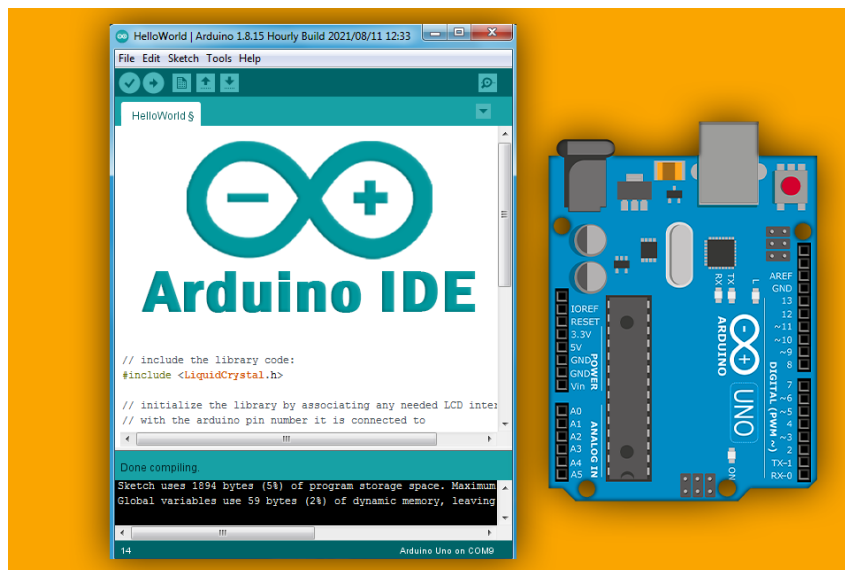 HelloWorld | Arduino 1.8.15 Hourly Build 2021/08/11 12:33
File Edit Sketch Tools Help
HelloWorld §
Arduino IDE
// include the library code:
#include <LiquidCrystal.h>
// initialize the library by associating any needed LCD inter
// with the arduino pin number it is connected to
Done compiling.
Sketch uses 1894 bytes (5%) of program storage space. Maximum
Global variables use 59 bytes (2%) of dynamic memory, leaving
14
Arduino Uno on COM9
RX
TX
L
IOREF
RESET
3.3V
5V
GND
GND
Vin
POWER
A0
A1
A2
A3
A4
A5
ANALOG IN
ARDUINO
UNO
ON
AREF
GND
13
12
~11
~10
~9
8
7
~6
~5
4
~3
2
TX-1
RX-0
DIGITAL (PWM ~)